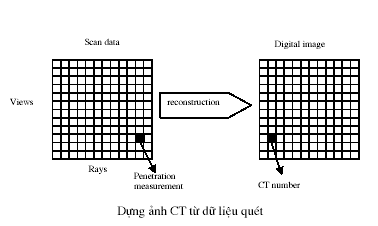 Scan data
Digital image
Views
reconstruction
Rays
Penetration
measurement
CT number
Dựng ảnh CT từ dữ liệu quét